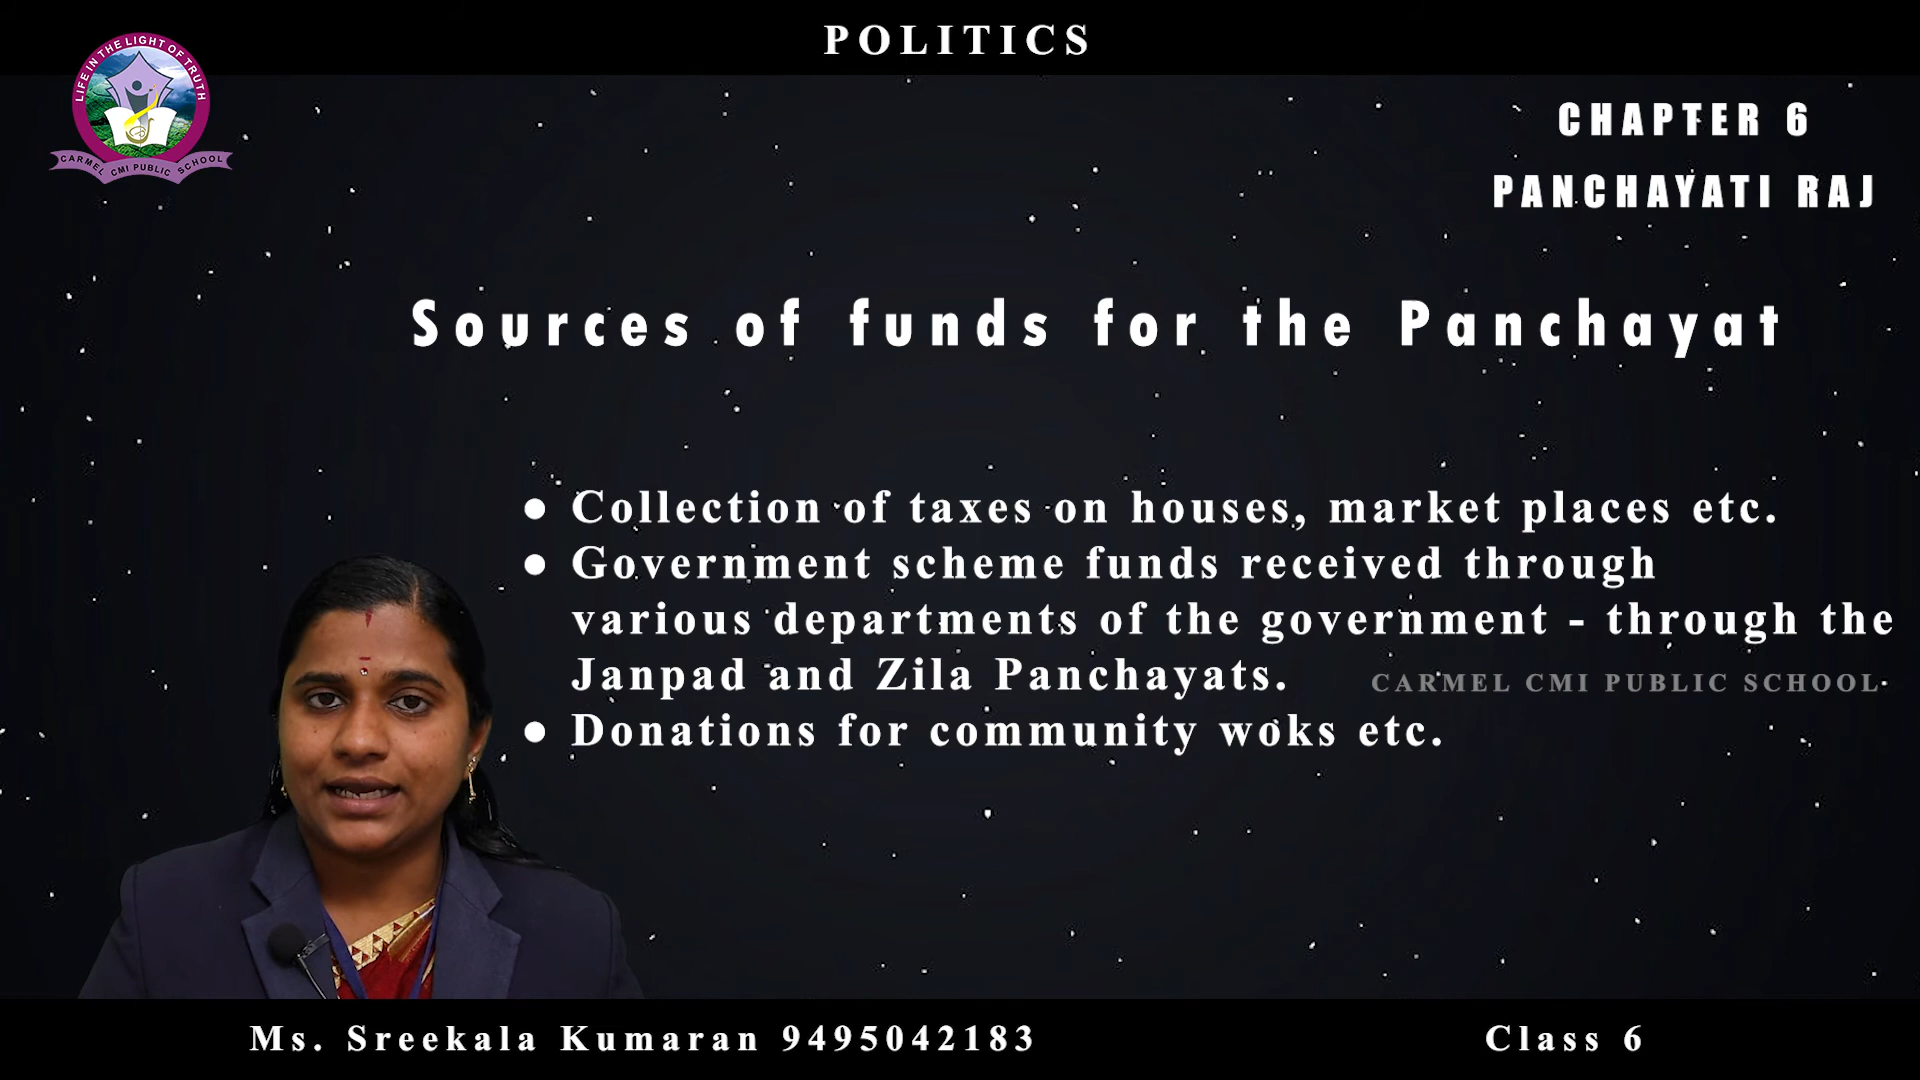 POLITICS
LIFE IN THE LIGHT OF TRUTH
CARMEL CMI PUBLIC SCHOOL
CHAPTER 6
PANCHAYATI RAJ
Sources of funds for the Panchayat
● Collection of taxes on houses, market places etc.
● Government scheme funds received through
various departments of the government - through the
Janpad and Zila Panchayats.
CARMEL CMI PUBLIC SCHOOL
● Donations for community woks etc.
Ms. Sreekala Kumaran 9495042183
Class 6